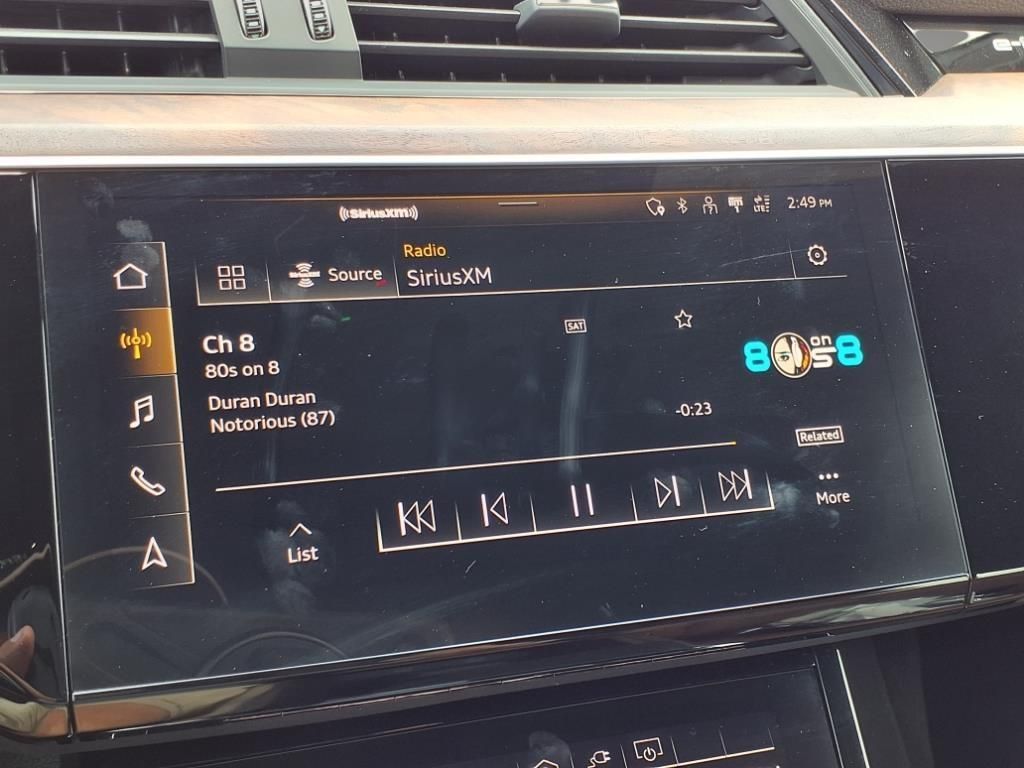 SiriusXM
LTE
2:49 PM
Radio
Source
SiriusXM
Ch 8
80s on 8
SAT
8 on 8
Duran Duran
Notorious (87)
-0:23
Related
List
More